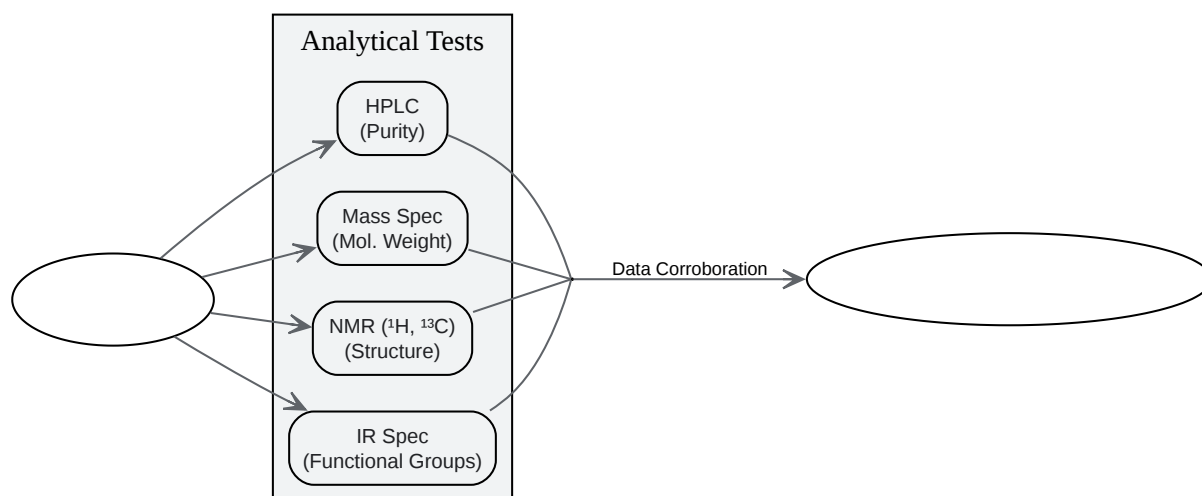 Analytical Tests
HPLC
(Purity)
Mass Spec
(Mol. Weight)
NMR (¹H, ¹³C)
(Structure)
IR Spec
(Functional Groups)
Data Corroboration